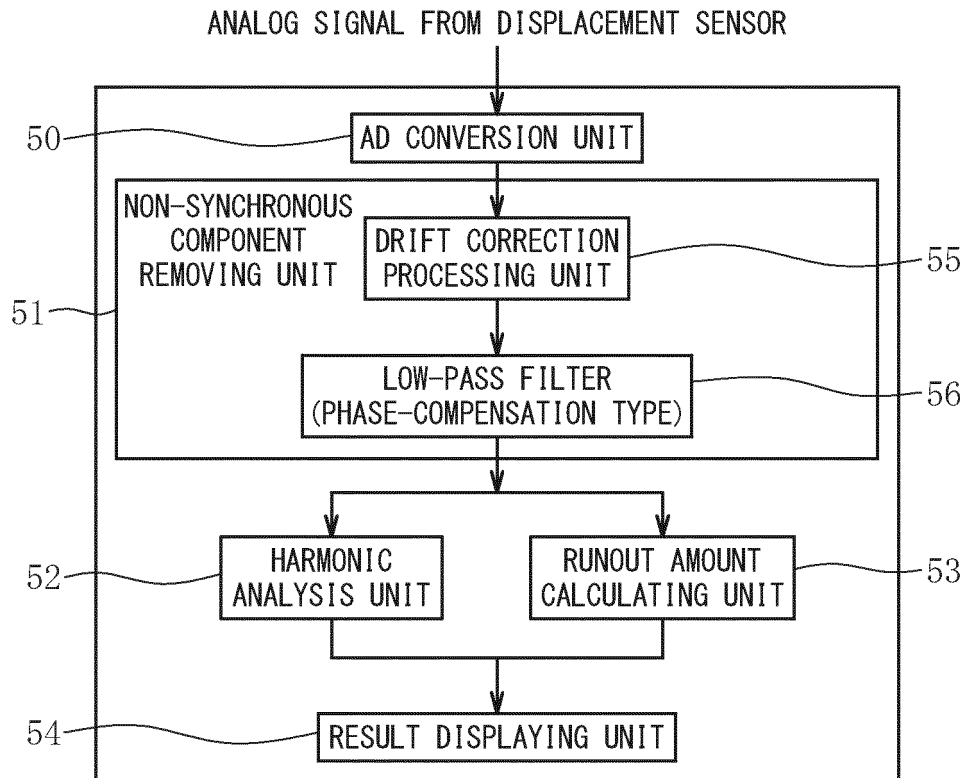 ANALOG SIGNAL FROM DISPLACEMENT SENSOR
50
AD CONVERSION UNIT
NON-SYNCHRONOUS
COMPONENT
REMOVING UNIT
DRIFT CORRECTION
PROCESSING UNIT
55
51
LOW-PASS FILTER
(PHASE-COMPENSATION TYPE)
56
52
HARMONIC
ANALYSIS UNIT
RUNOUT AMOUNT
CALCULATING UNIT
53
54
RESULT DISPLAYING UNIT